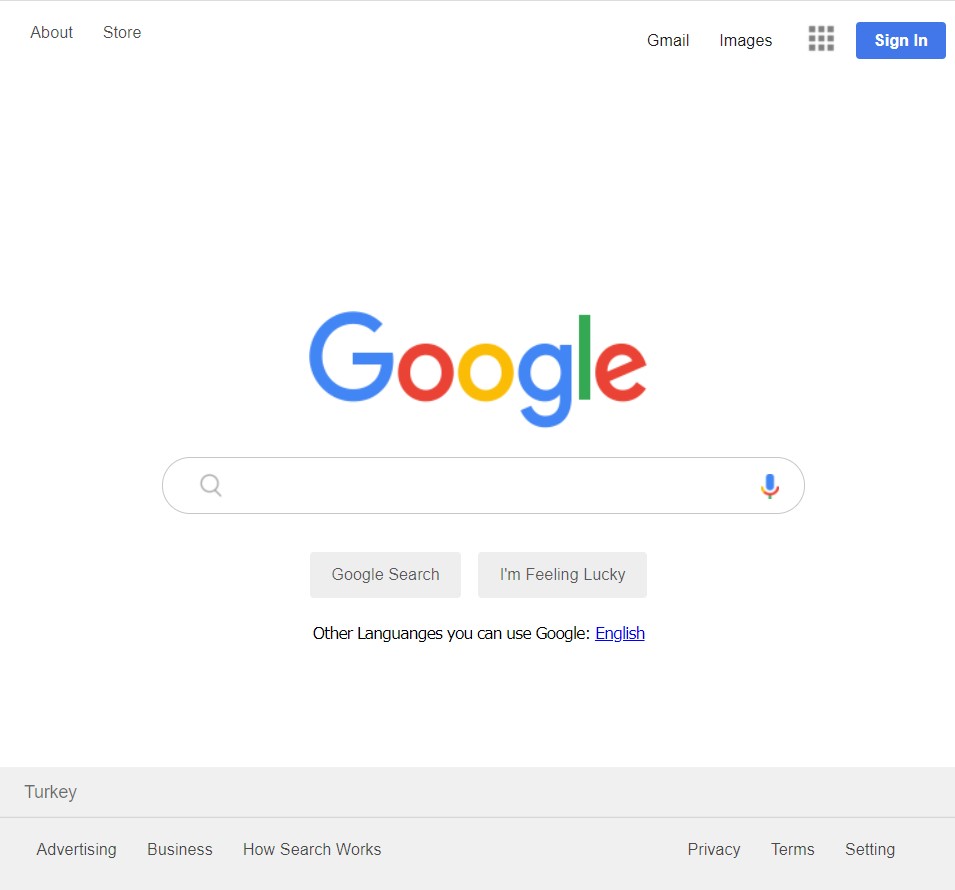 About Store
Gmail Images Sign In
Google
Google Search I'm Feeling Lucky
Other Languanges you can use Google: English
Turkey
Advertising Business How Search Works Privacy Terms Setting